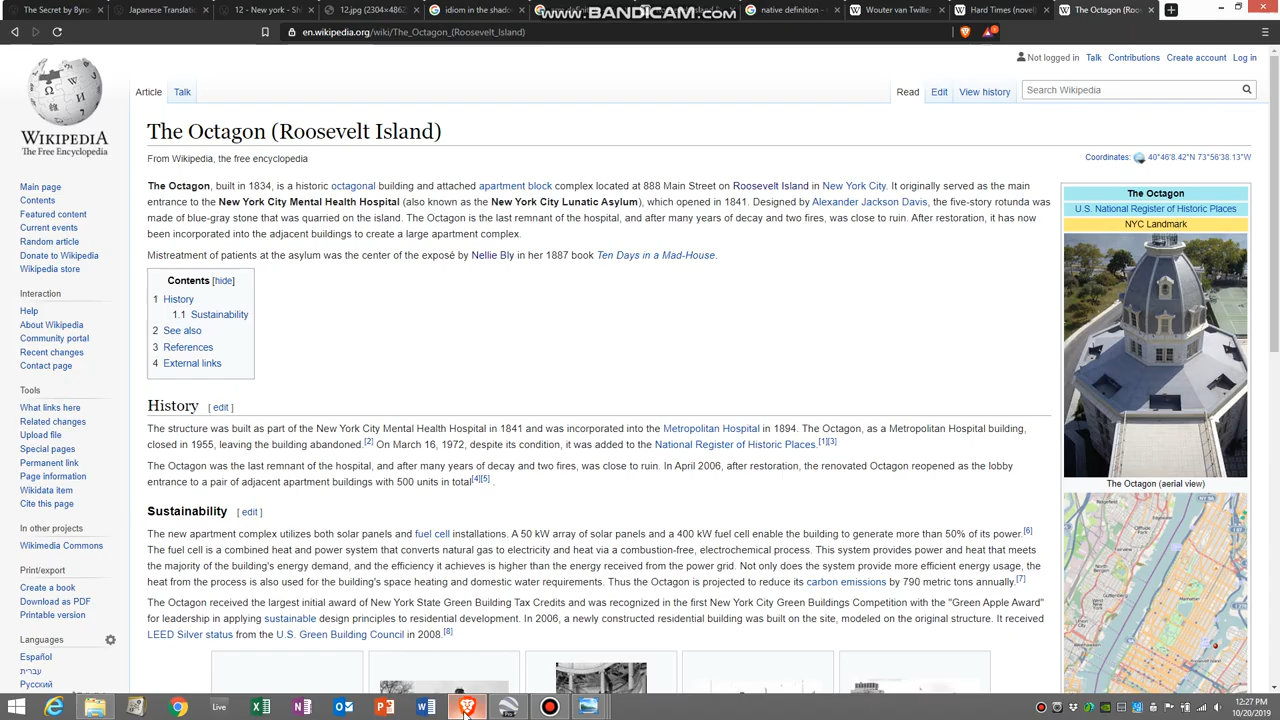 The Secret by Byro
Japanese Translatio
12 - New york - Sh
12.jpg (2304×4862
idiom in the shado
native definition -
Wouter van Twiller
Hard Times (novel)
The Octagon (Roos
www.BANDICAM.com
en.wikipedia.org/wiki/The_Octagon_(Roosevelt_Island)
Not logged in Talk Contributions Create account Log in
Article Talk Read Edit View history Search Wikipedia
WIKIPEDIA
The Free Encyclopedia
Main page
Contents
Featured content
Current events
Random article
Donate to Wikipedia
Wikipedia store
Interaction
Help
About Wikipedia
Community portal
Recent changes
Contact page
Tools
What links here
Related changes
Upload file
Special pages
Permanent link
Page information
Wikidata item
Cite this page
In other projects
Wikimedia Commons
Print/export
Create a book
Download as PDF
Printable version
Languages
Español
עברית
Русский
The Octagon (Roosevelt Island)
From Wikipedia, the free encyclopedia
Coordinates: 40°46′8.42″N 73°56′38.13″W
The Octagon, built in 1834, is a historic octagonal building and attached apartment block complex located at 888 Main Street on Roosevelt Island in New York City. It originally served as the main
entrance to the New York City Mental Health Hospital (also known as the New York City Lunatic Asylum), which opened in 1841. Designed by Alexander Jackson Davis, the five-story rotunda was
made of blue-gray stone that was quarried on the island. The Octagon is the last remnant of the hospital, and after many years of decay and two fires, was close to ruin. After restoration, it has now
been incorporated into the adjacent buildings to create a large apartment complex.
Mistreatment of patients at the asylum was the center of the exposé by Nellie Bly in her 1887 book Ten Days in a Mad-House.
Contents [hide]
1 History
1.1 Sustainability
2 See also
3 References
4 External links
History [ edit ]
The structure was built as part of the New York City Mental Health Hospital in 1841 and was incorporated into the Metropolitan Hospital in 1894. The Octagon, as a Metropolitan Hospital building,
closed in 1955, leaving the building abandoned.[2] On March 16, 1972, despite its condition, it was added to the National Register of Historic Places.[1][3]
The Octagon was the last remnant of the hospital, and after many years of decay and two fires, was close to ruin. In April 2006, after restoration, the renovated Octagon reopened as the lobby
entrance to a pair of adjacent apartment buildings with 500 units in total[4][5] .
Sustainability [ edit ]
The new apartment complex utilizes both solar panels and fuel cell installations. A 50 kW array of solar panels and a 400 kW fuel cell enable the building to generate more than 50% of its power.[6]
The fuel cell is a combined heat and power system that converts natural gas to electricity and heat via a combustion-free, electrochemical process. This system provides power and heat that meets
the majority of the building's energy demand, and the efficiency it achieves is higher than the energy received from the power grid. Not only does the system provide more efficient energy usage, the
heat from the process is also used for the building's space heating and domestic water requirements. Thus the Octagon is projected to reduce its carbon emissions by 790 metric tons annually.[7]
The Octagon received the largest initial award of New York State Green Building Tax Credits and was recognized in the first New York City Green Buildings Competition with the "Green Apple Award"
for leadership in applying sustainable design principles to residential development. In 2006, a newly constructed residential building was built on the site, modeled on the original structure. It received
LEED Silver status from the U.S. Green Building Council in 2008.[8]
The Octagon
U.S. National Register of Historic Places
NYC Landmark
The Octagon (aerial view)
Live
12:27 PM
10/20/2019